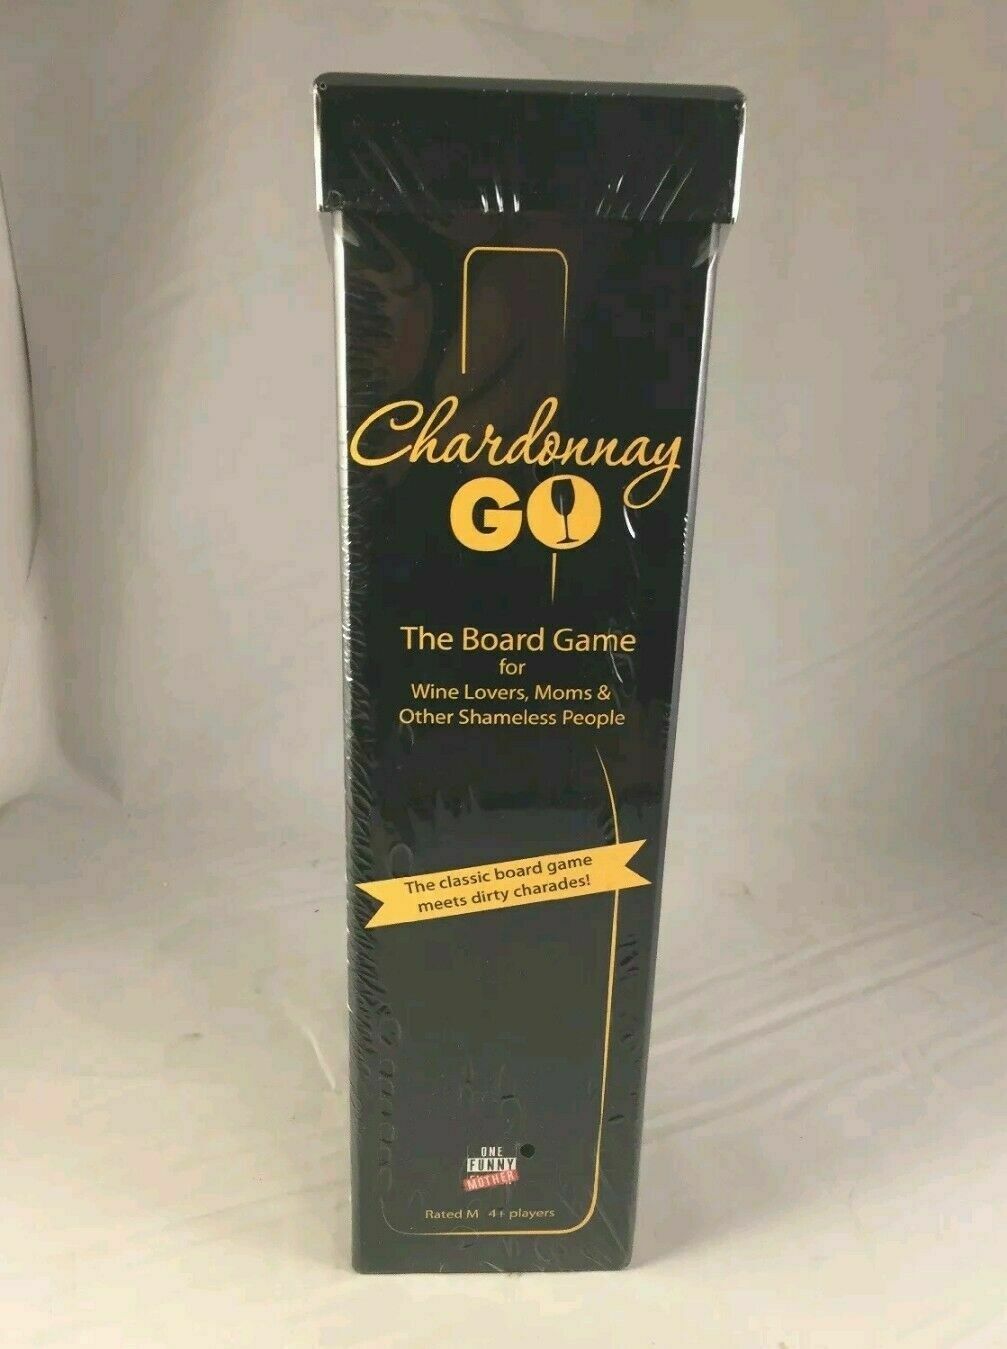 Chardonnay
GO
The Board Game
for
Wine Lovers, Moms &
Other Shameless People
The classic board game
meets dirty charades!
ONE
FUNNY
MOTHER
Rated M 4+ players